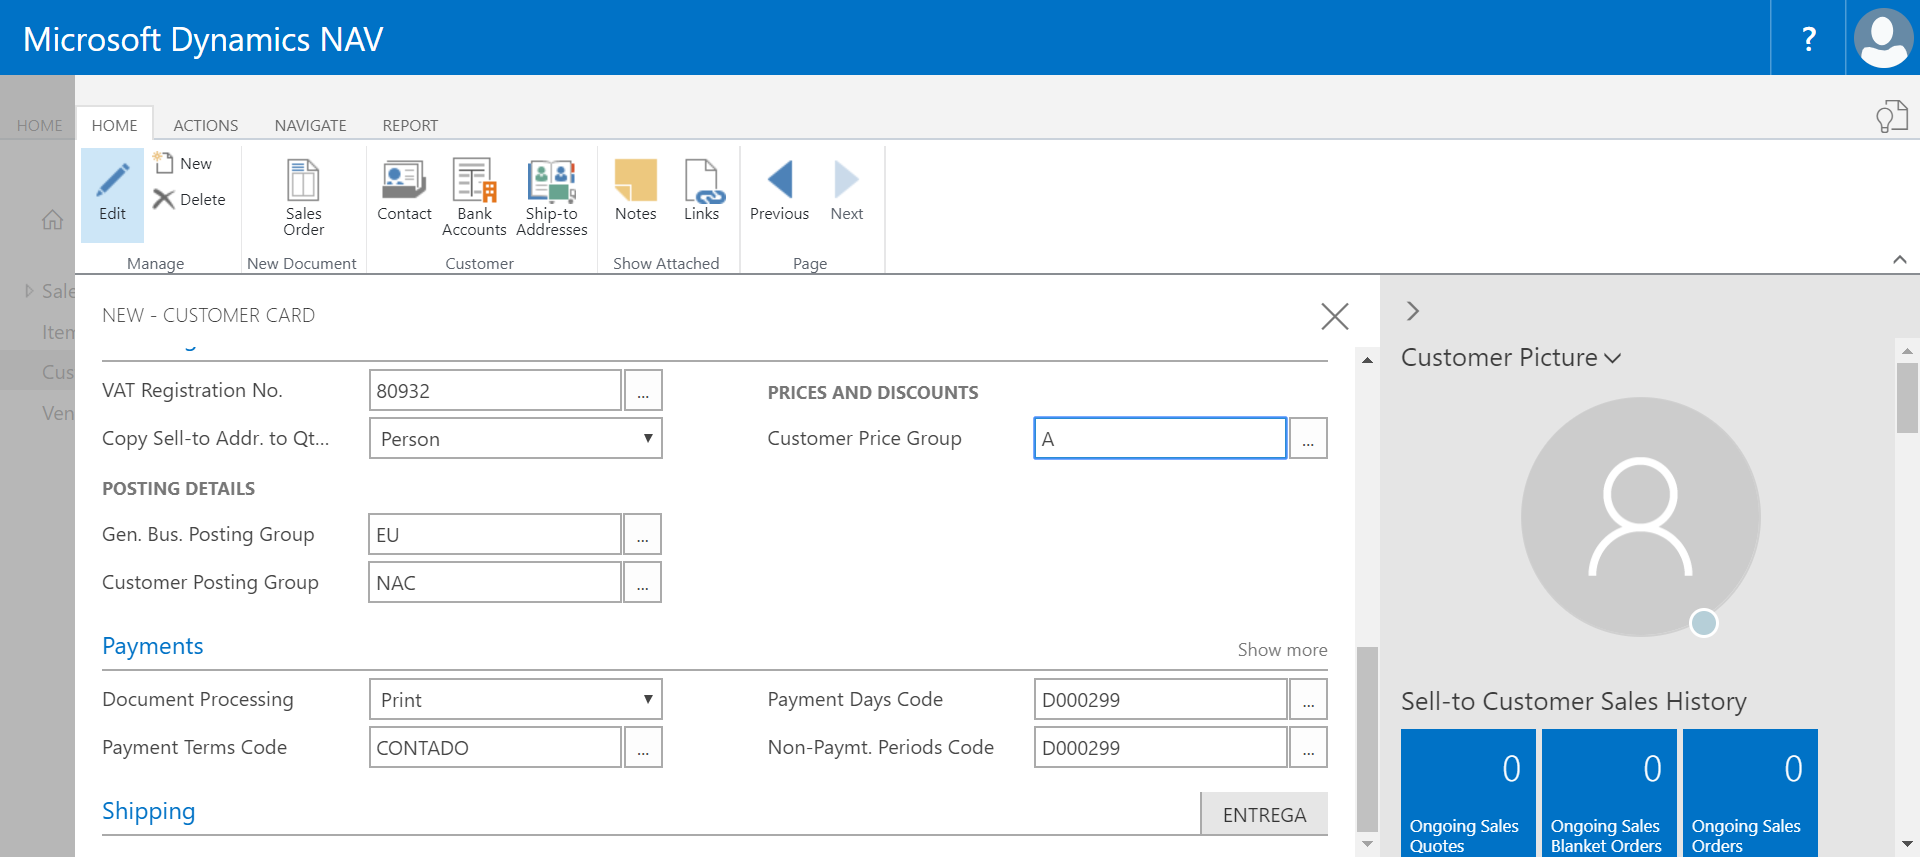 Microsoft Dynamics NAV
?
HOME
HOME
ACTIONS
NAVIGATE
REPORT
Edit
New
Delete
Manage
Sales
Order
New Document
Contact
Bank
Accounts
Ship-to
Addresses
Customer
Notes
Links
Show Attached
Previous
Next
Page
Sale
Item
Cus
Ven
NEW - CUSTOMER CARD
VAT Registration No.
80932
...
Copy Sell-to Addr. to Qt...
Person
PRICES AND DISCOUNTS
Customer Price Group
A
...
POSTING DETAILS
Gen. Bus. Posting Group
EU
...
Customer Posting Group
NAC
...
Payments
Show more
Document Processing
Print
Payment Days Code
D000299
...
Payment Terms Code
CONTADO
...
Non-Paymt. Periods Code
D000299
...
Shipping
ENTREGA
Customer Picture
Sell-to Customer Sales History
0
Ongoing Sales
Quotes
0
Ongoing Sales
Blanket Orders
0
Ongoing Sales
Orders